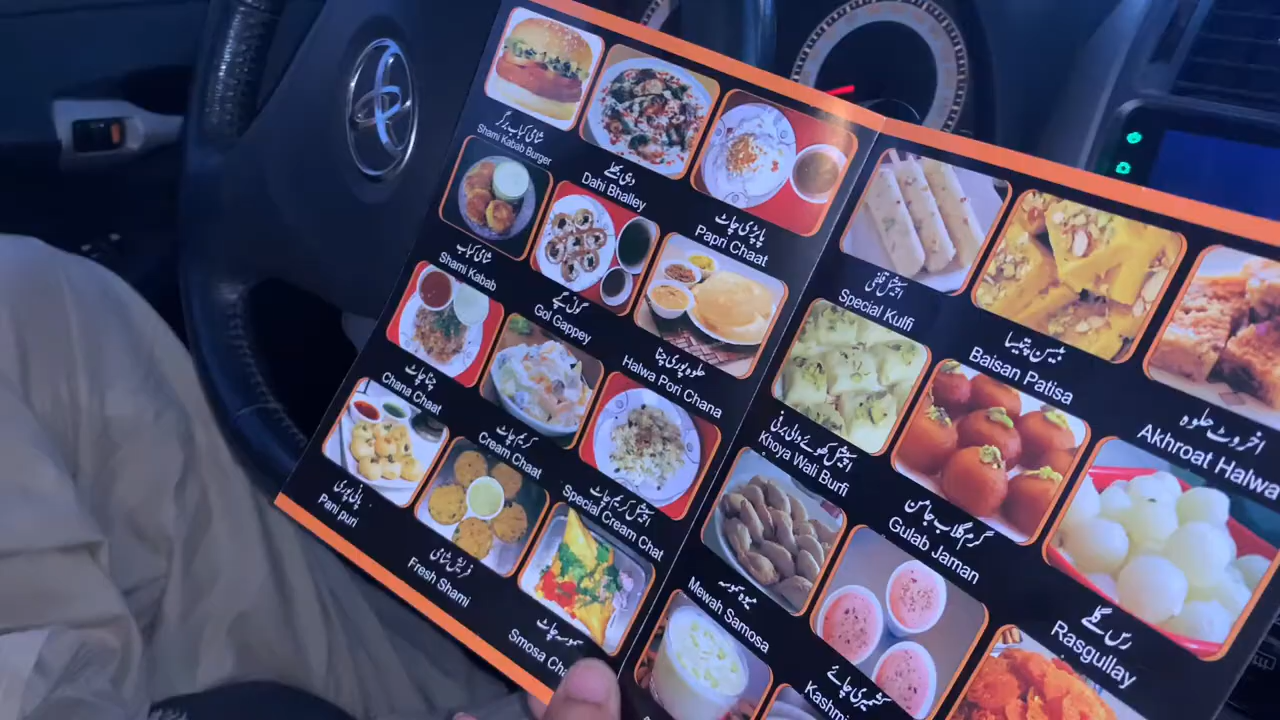 شامی کباب برگر
Shami Kabab Burger
دہی بھلے
Dahi Bhalley
پاپڑی چاٹ
Papri Chaat
شامی کباب
Shami Kabab
گول گپے
Gol Gappey
حلوہ پوری چنا
Halwa Pori Chana
چنا چاٹ
Chana Chaat
کریم چاٹ
Cream Chaat
اسپیشل کریم چاٹ
Special Cream Chat
پانی پوری
Pani puri
فریش شامی
Fresh Shami
سموسہ چاٹ
Smosa
اسپیشل قلفی
Special Kulfi
بیسن پتیسا
Baisan Patisa
اخروٹ حلوہ
Akhroat Halwa
اسپیشل کھوئے والی برفی
Khoya Wali Burfi
گرم گلاب جامن
Gulab Jaman
رس گلے
Rasgullay
میوہ سموسہ
Mewah Samosa
کشمیری چائے